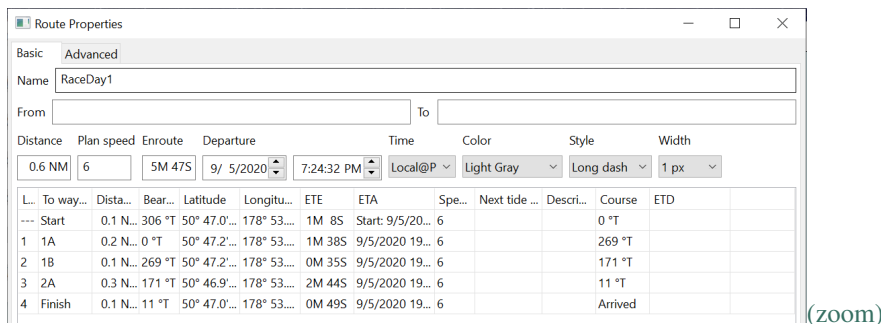 Route Properties
Basic Advanced
Name RaceDay1
From To
Distance Plan speed Enroute Departure Time Color Style Width
0.6 NM 6 5M 47S 9/ 5/2020 7:24:32 PM Local@P Light Gray Long dash 1 px
L... To way... Dista... Bear... Latitude Longitu... ETE ETA Spe... Next tide ... Descri... Course ETD
--- Start 0.1 N... 306 °T 50° 47.0'... 178° 53.... 1M 8S Start: 9/5/20... 6 0 °T
1 1A 0.2 N... 0 °T 50° 47.2'... 178° 53.... 1M 38S 9/5/2020 19... 6 269 °T
2 1B 0.1 N... 269 °T 50° 47.2'... 178° 53.... 0M 35S 9/5/2020 19... 6 171 °T
3 2A 0.3 N... 171 °T 50° 46.9'... 178° 53.... 2M 44S 9/5/2020 19... 6 11 °T
4 Finish 0.1 N... 11 °T 50° 47.0'... 178° 53.... 0M 49S 9/5/2020 19... 6 Arrived
(zoom)